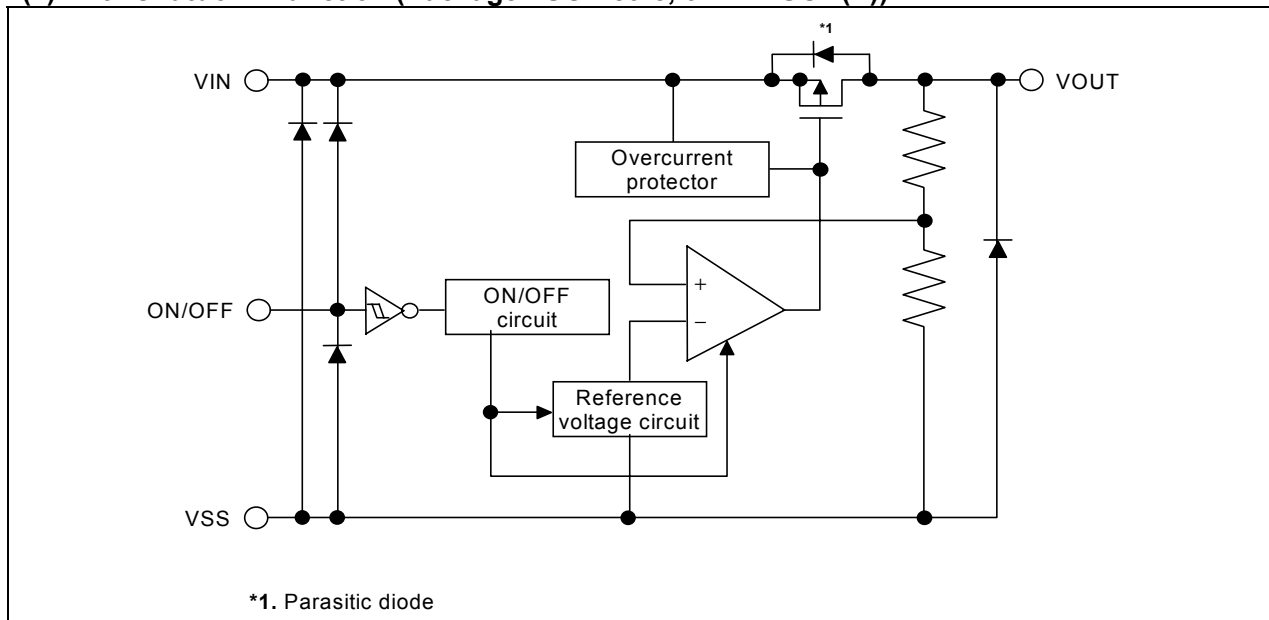 *1
VIN
VOUT
Overcurrent
protector
+
−
ON/OFF
ON/OFF
circuit
Reference
voltage circuit
VSS
*1. Parasitic diode